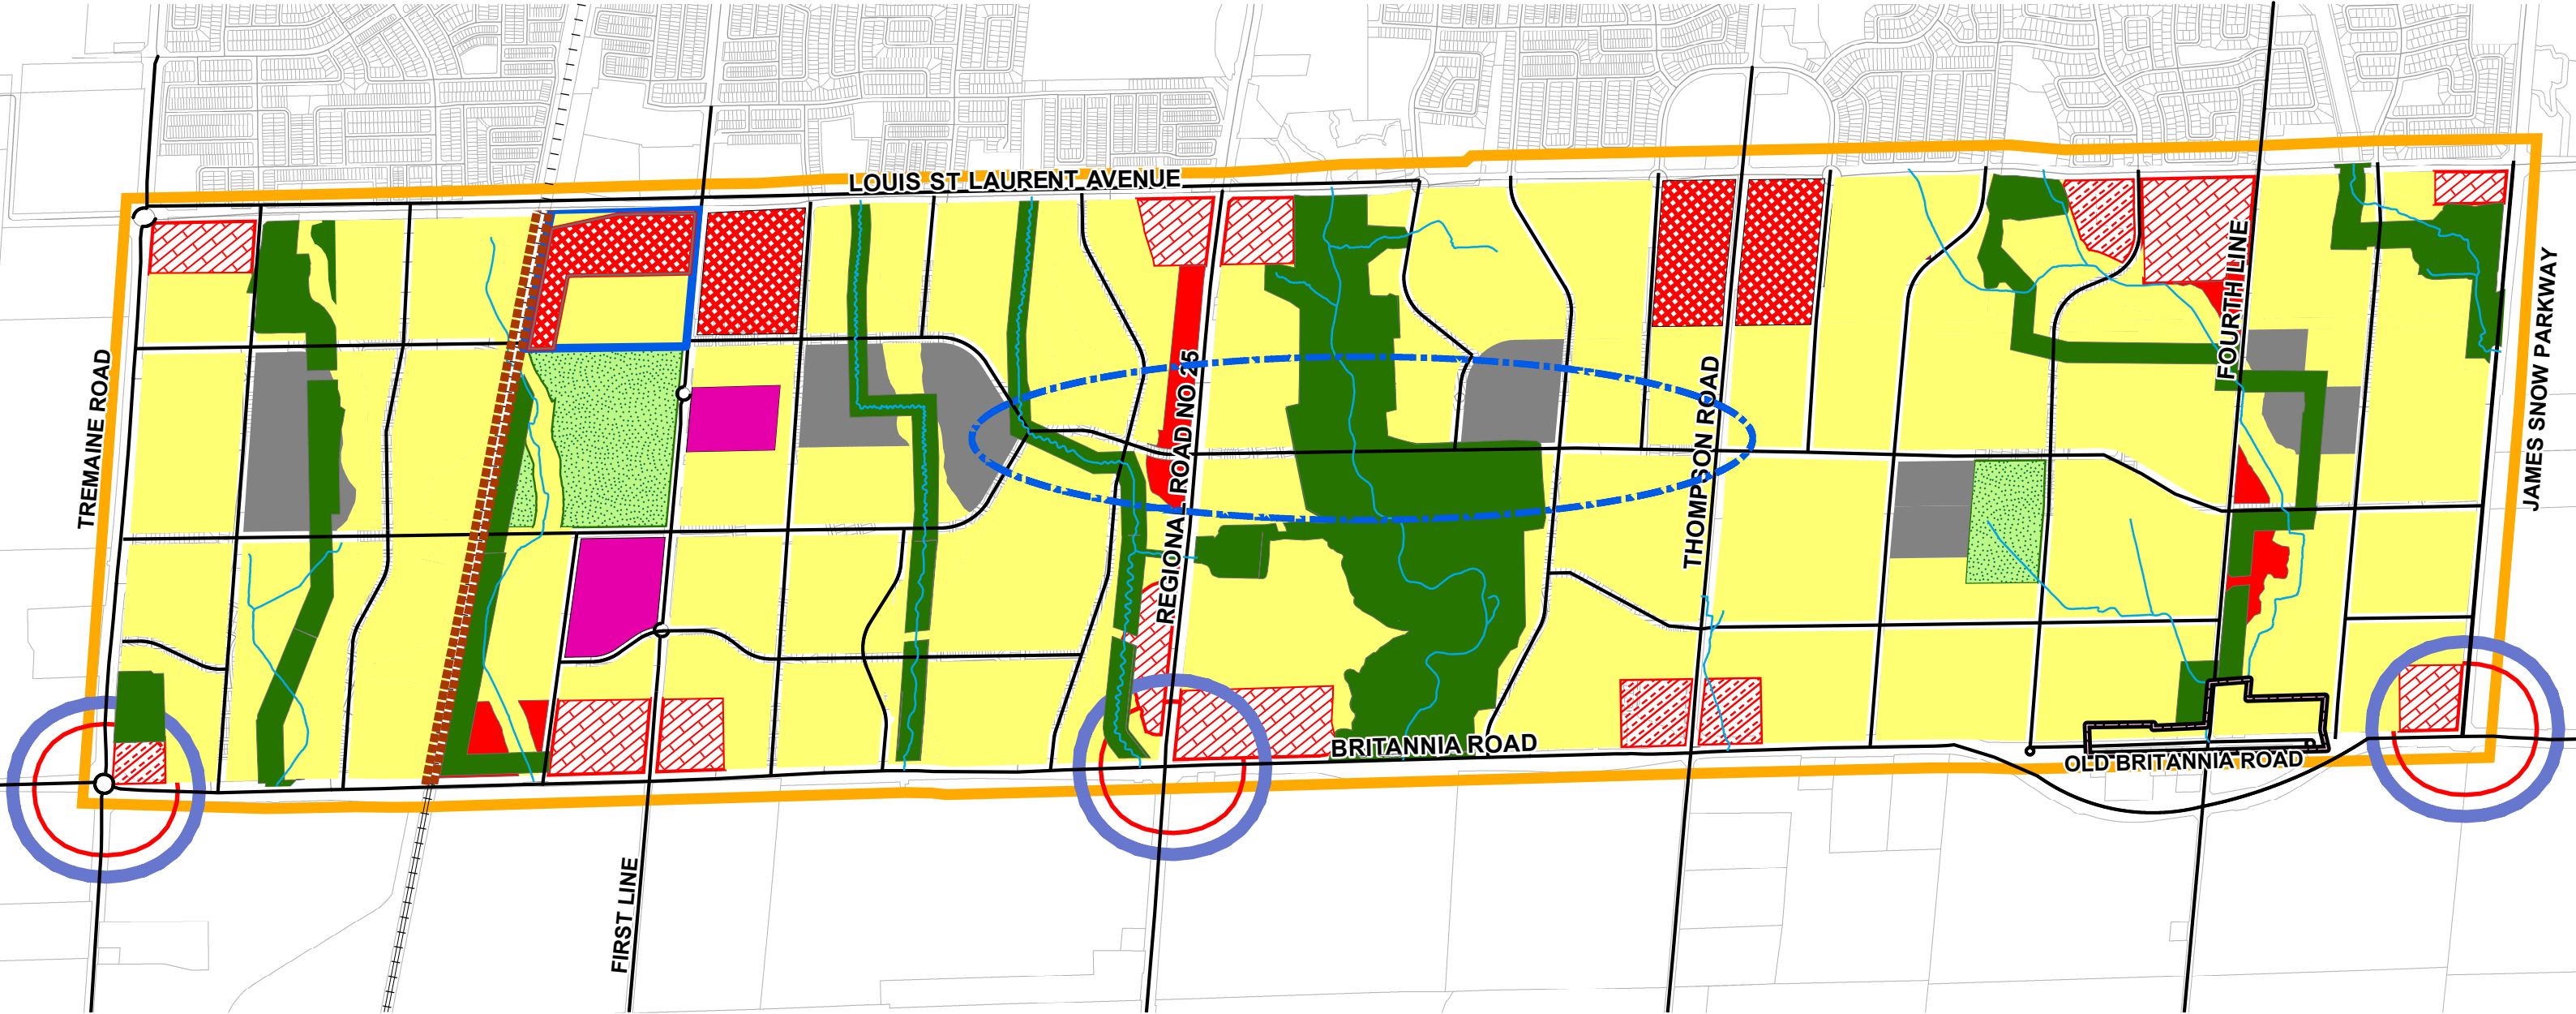 LOUIS ST LAURENT AVENUE
TREMAINE ROAD
REGIONAL ROAD NO 25
THOMPSON ROAD
FOURTH LINE
JAMES SNOW PARKWAY
BRITANNIA ROAD
OLD BRITANNIA ROAD
FIRST LINE